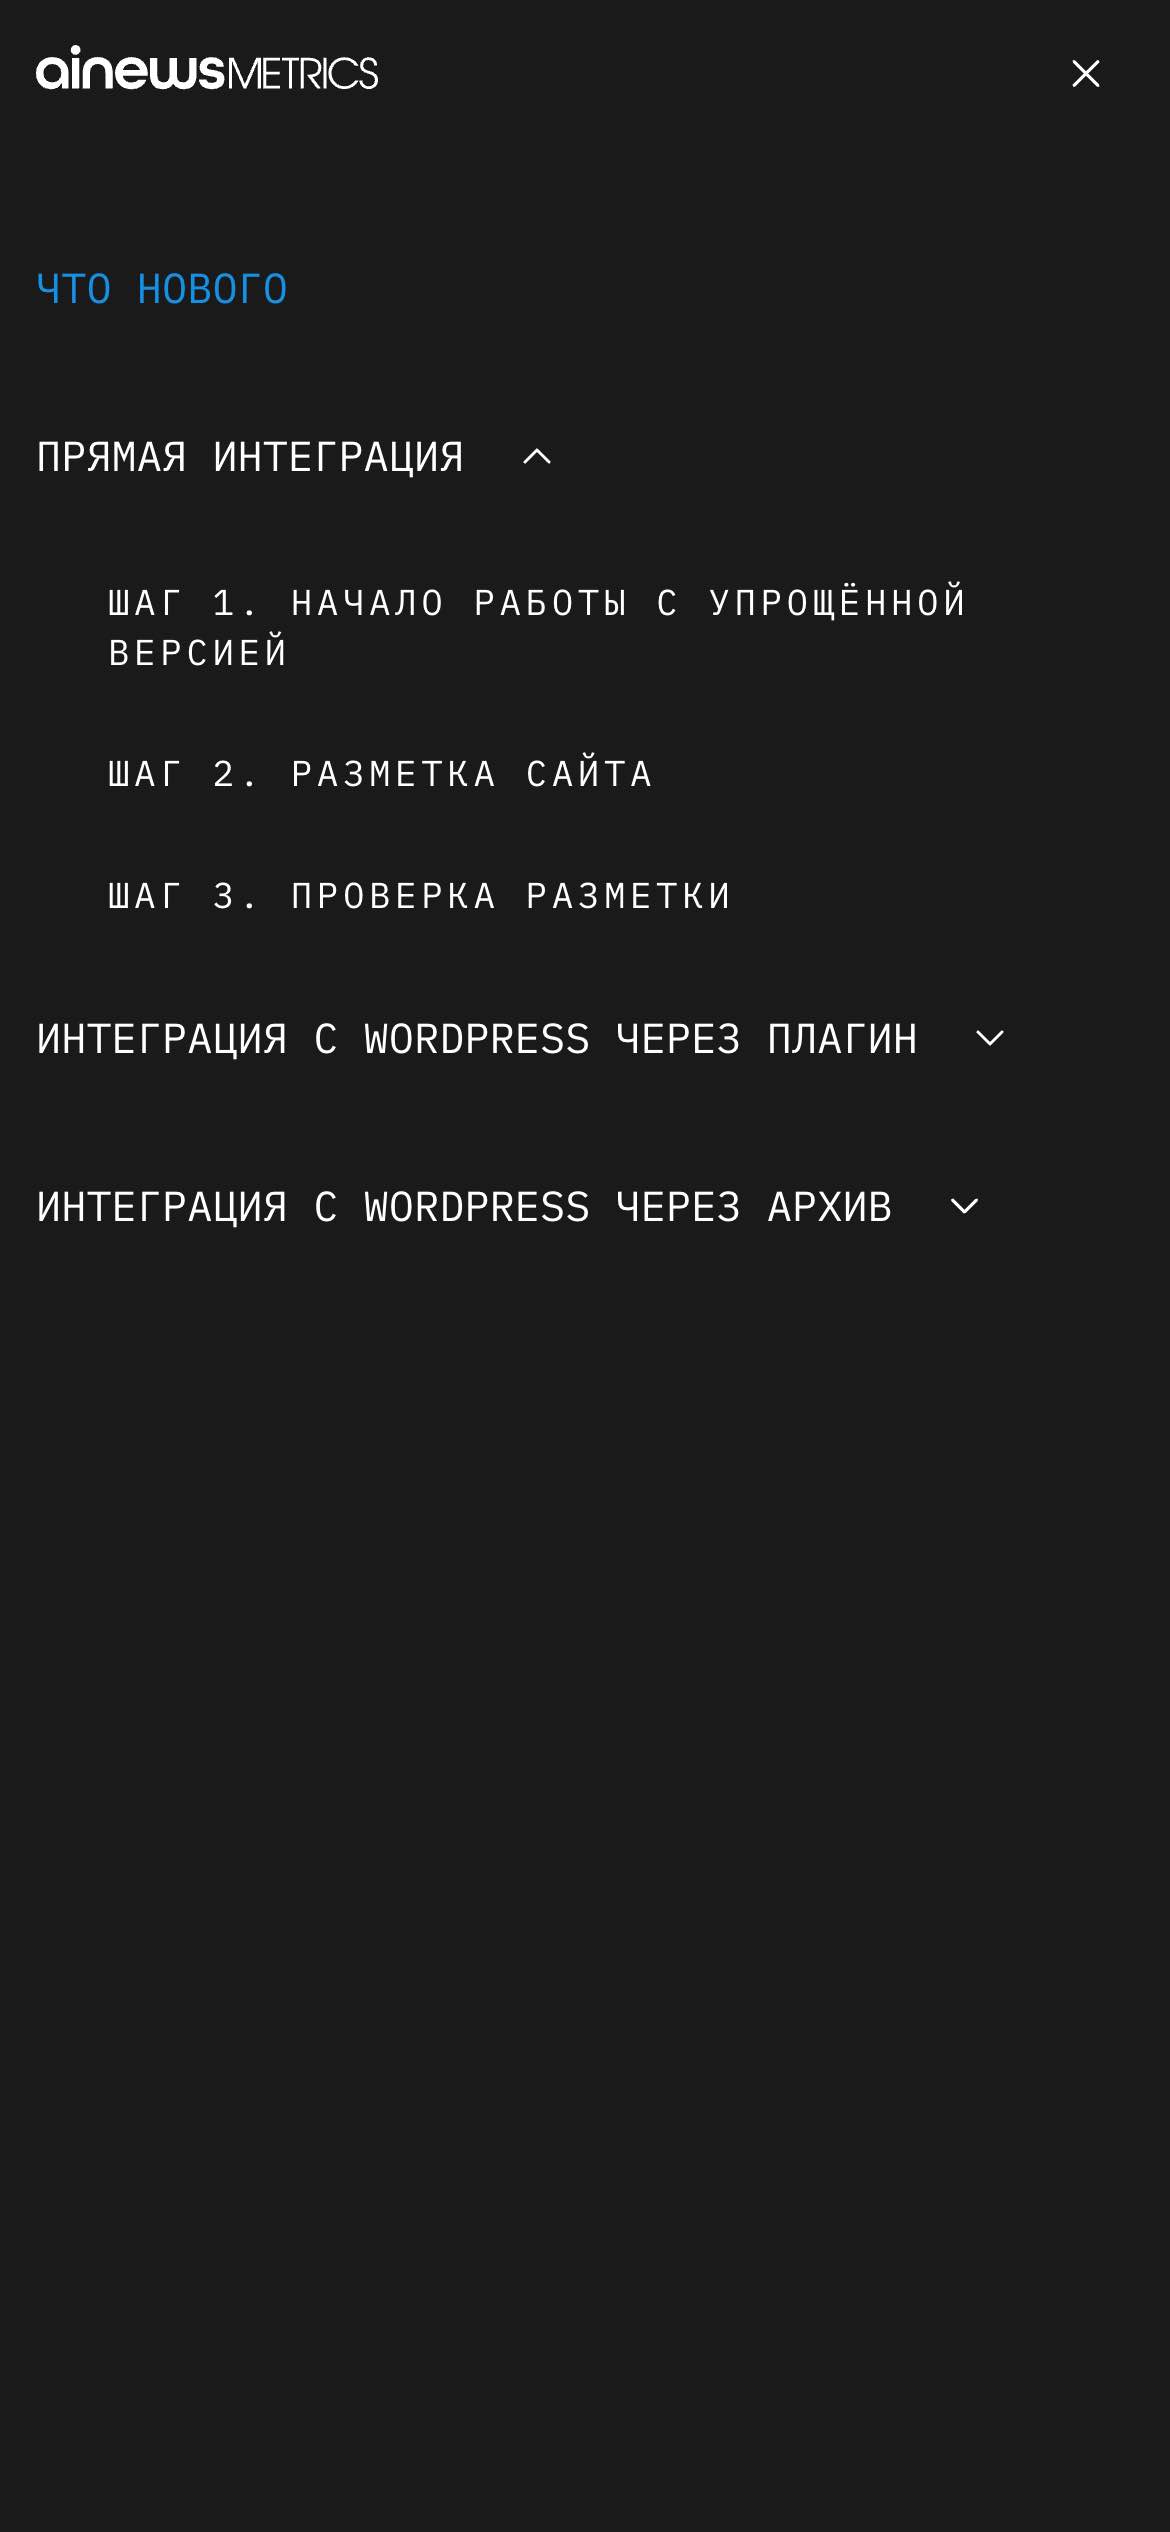 ainewsMETRICS
ЧТО НОВОГО
ПРЯМАЯ ИНТЕГРАЦИЯ
ШАГ 1. НАЧАЛО РАБОТЫ С УПРОЩЁННОЙ
ВЕРСИЕЙ
ШАГ 2. РАЗМЕТКА САЙТА
ШАГ 3. ПРОВЕРКА РАЗМЕТКИ
ИНТЕГРАЦИЯ С WORDPRESS ЧЕРЕЗ ПЛАГИН
ИНТЕГРАЦИЯ С WORDPRESS ЧЕРЕЗ АРХИВ